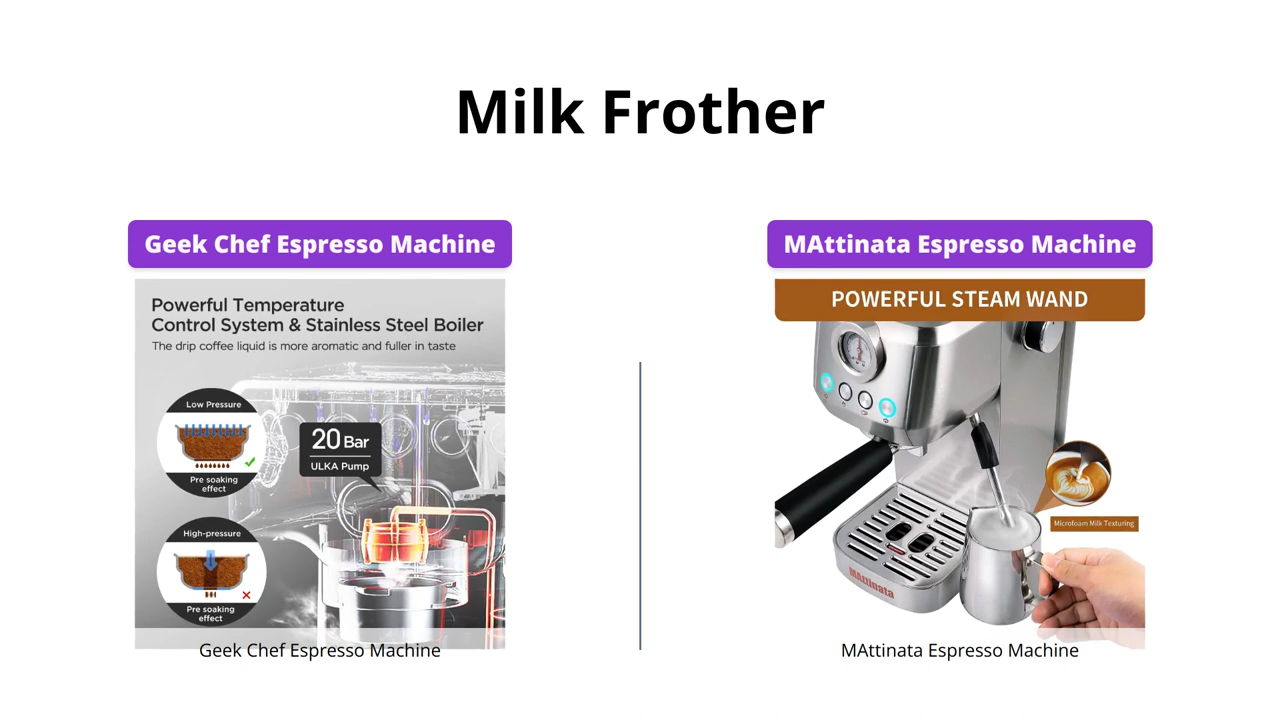 Milk Frother
Geek Chef Espresso Machine
Powerful Temperature
Control System & Stainless Steel Boiler
The drip coffee liquid is more aromatic and fuller in taste
Low Pressure
Pre soaking
effect
20 Bar
ULKA Pump
High-pressure
Pre soaking
effect
Geek Chef Espresso Machine
MAttinata Espresso Machine
POWERFUL STEAM WAND
Microfoam Milk Texturing
MAttinata
MAttinata Espresso Machine